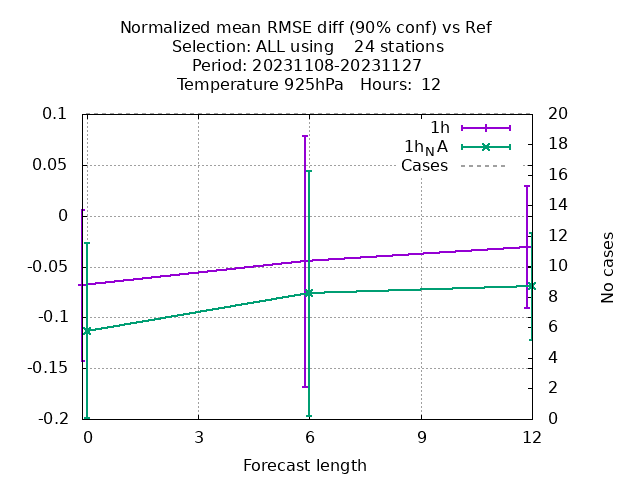 Normalized mean RMSE diff (90% conf) vs Ref
Selection: ALL using    24 stations
Period: 20231108-20231127
Temperature 925hPa   Hours:  12
0.1
0.05
0
-0.05
-0.1
-0.15
-0.2
20
18
16
14
12
10
8
6
4
2
0
1h
1hNA
Cases
No cases
0 3 6 9 12
Forecast length